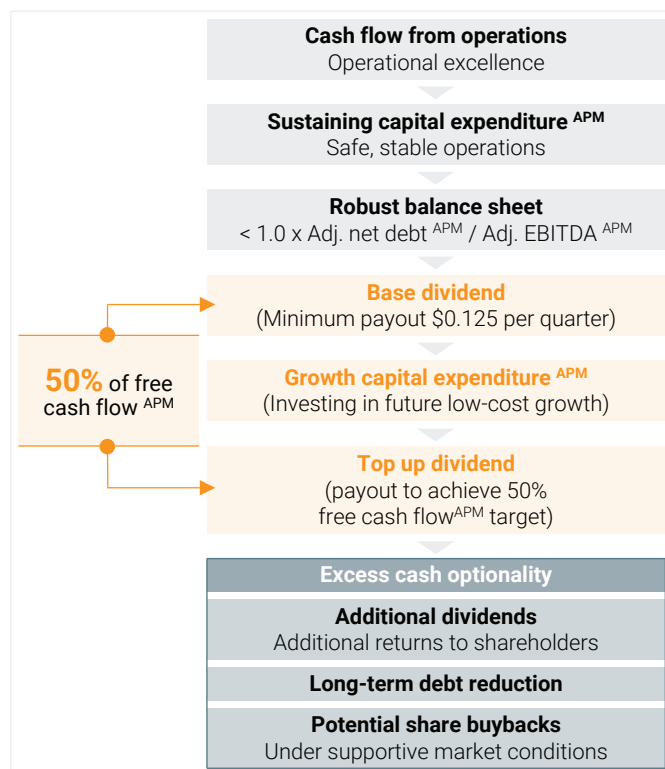 Cash flow from operations
Operational excellence
Sustaining capital expenditure APM
Safe, stable operations
Robust balance sheet
< 1.0 x Adj. net debt APM / Adj. EBITDA APM
Base dividend
(Minimum payout $0.125 per quarter)
50% of free
cash flow APM
Growth capital expenditure APM
(Investing in future low-cost growth)
Top up dividend
(payout to achieve 50%
free cash flowAPM target)
Excess cash optionality
Additional dividends
Additional returns to shareholders
Long-term debt reduction
Potential share buybacks
Under supportive market conditions